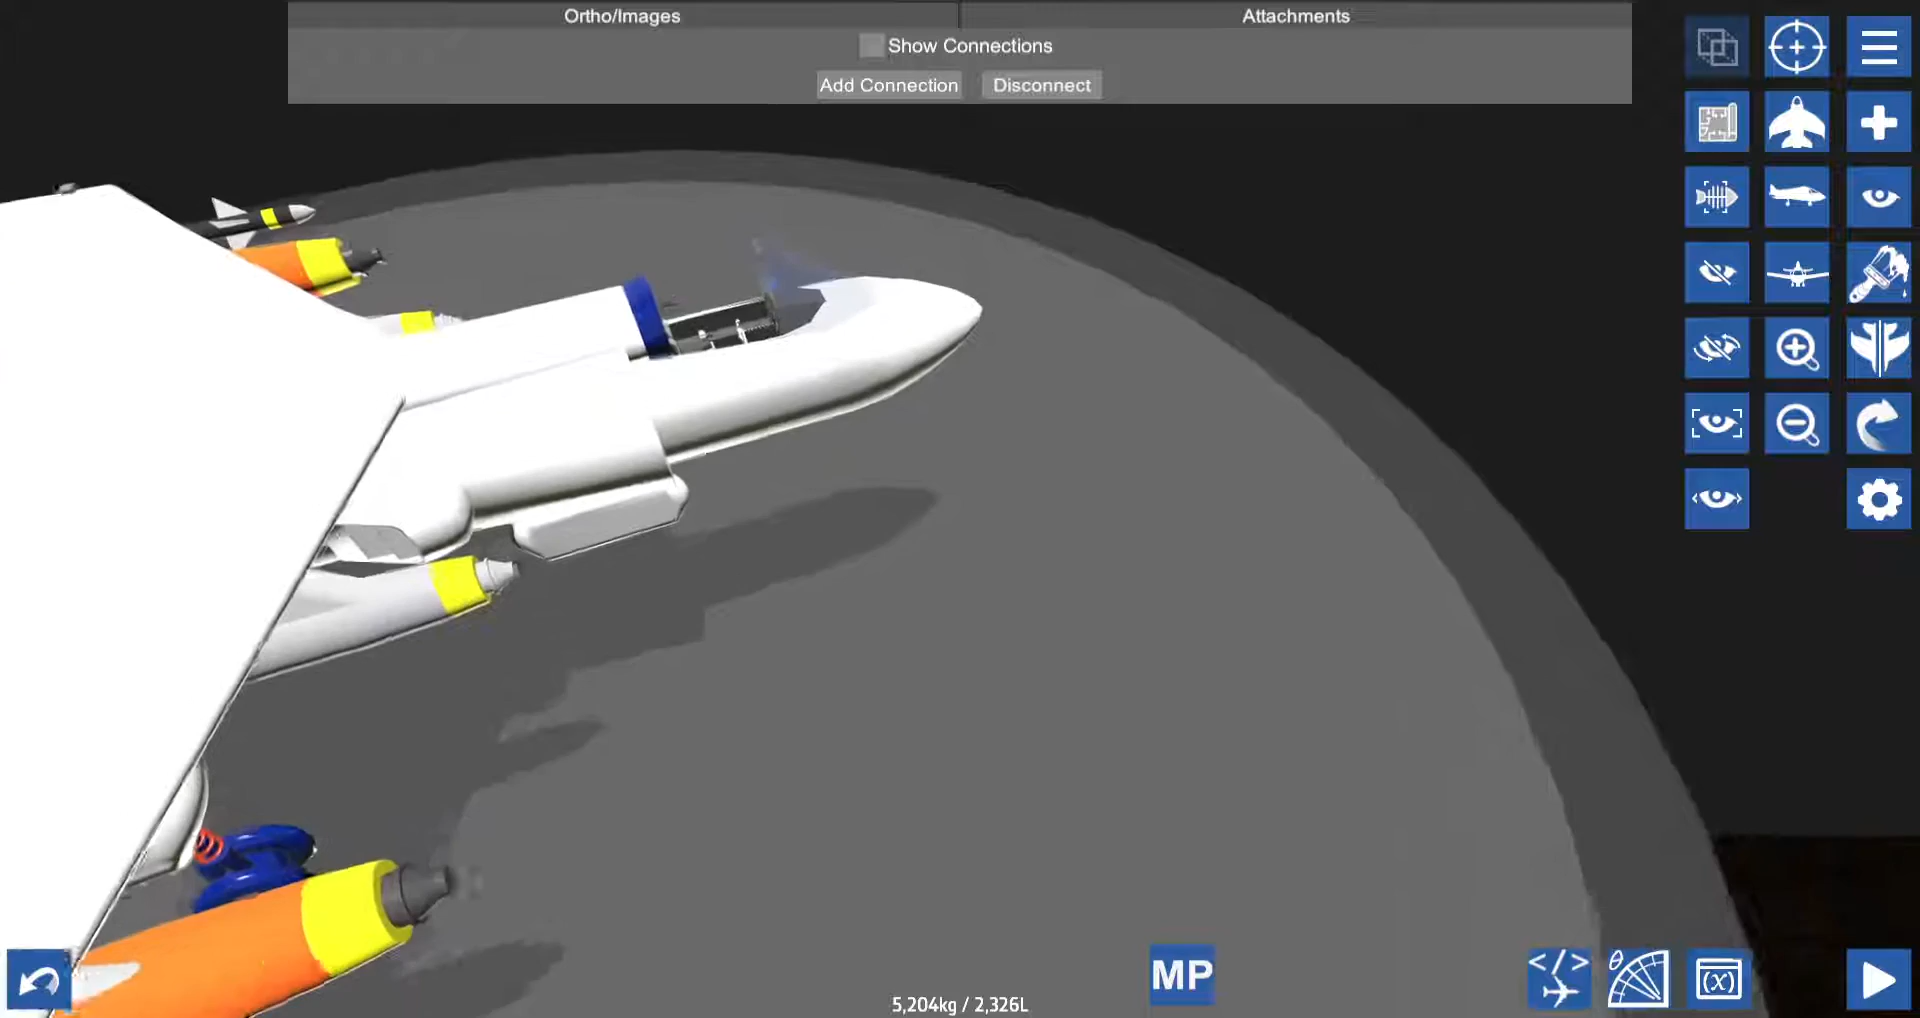 Ortho/Images
Attachments
Show Connections
Add Connection
Disconnect
MP
</>
θ
(x)
5,204kg / 2,326L